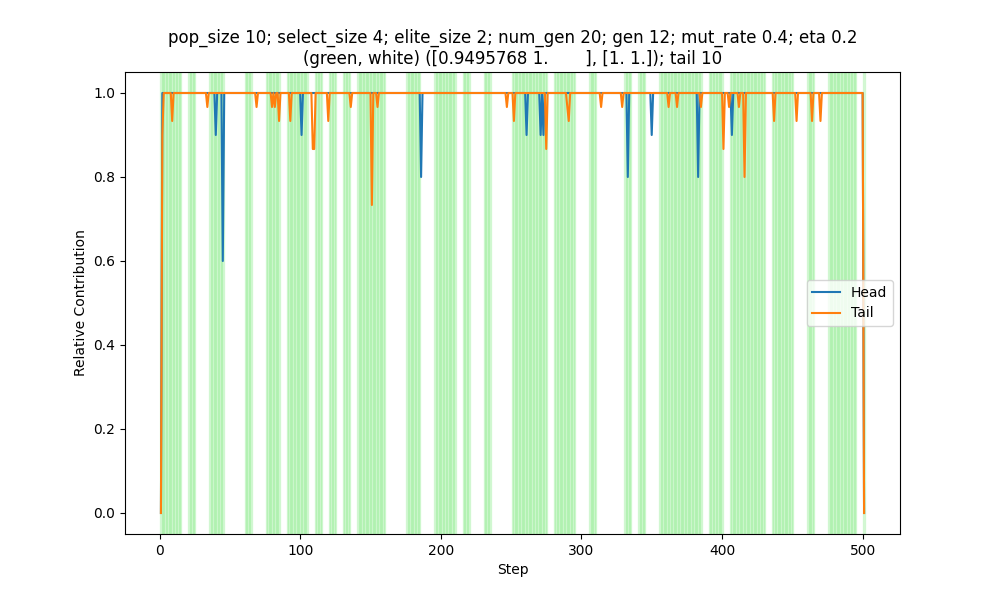 pop_size 10; select_size 4; elite_size 2; num_gen 20; gen 12; mut_rate 0.4; eta 0.2
(green, white) ([0.9495768 1.       ], [1. 1.]); tail 10
Relative Contribution
1.0
0.8
0.6
0.4
0.2
0.0
Head
Tail
0 100 200 300 400 500
Step